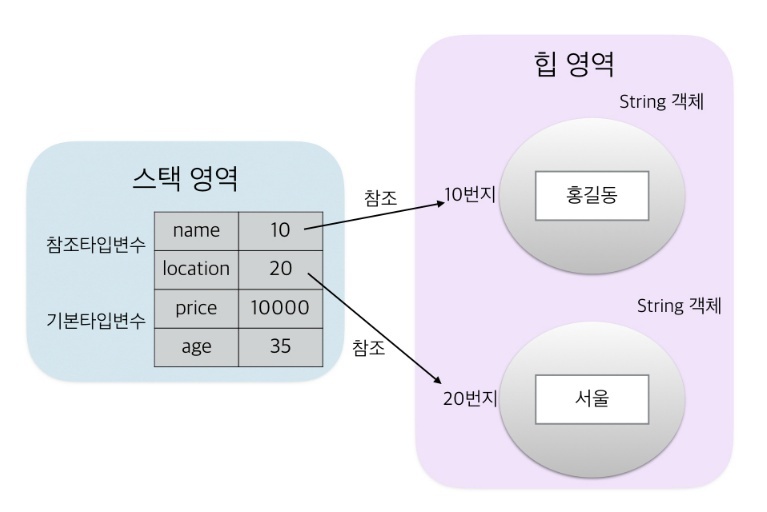 힙 영역
String 객체
스택 영역
참조
10번지
홍길동
참조타입변수
name 10
location 20
기본타입변수
price 10000
age 35
String 객체
참조
20번지
서울